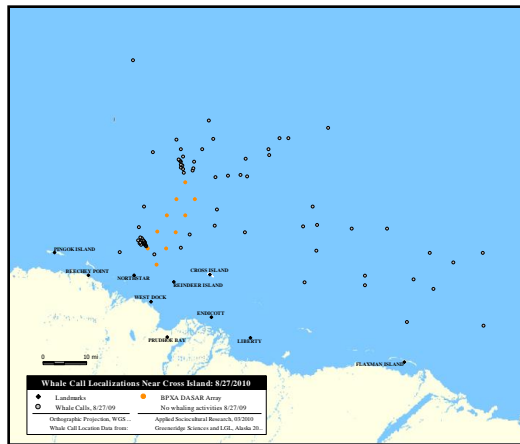 PINGOK ISLAND
BEECHEY POINT
NORTHSTAR
CROSS ISLAND
REINDEER ISLAND
WEST DOCK
ENDICOTT
PRUDHOE BAY
LIBERTY
FLAXMAN ISLAND
0 10 mi
Whale Call Localizations Near Cross Island: 8/27/2010
Landmarks BPXA DASAR Array
Whale Calls, 8/27/09 No whaling activities 8/27/09
Orthographic Projection, WGS... Applied Sociocultural Research, 03/2010
Whale Call Location Data from: Greeneridge Sciences and LGL, Alaska 20...